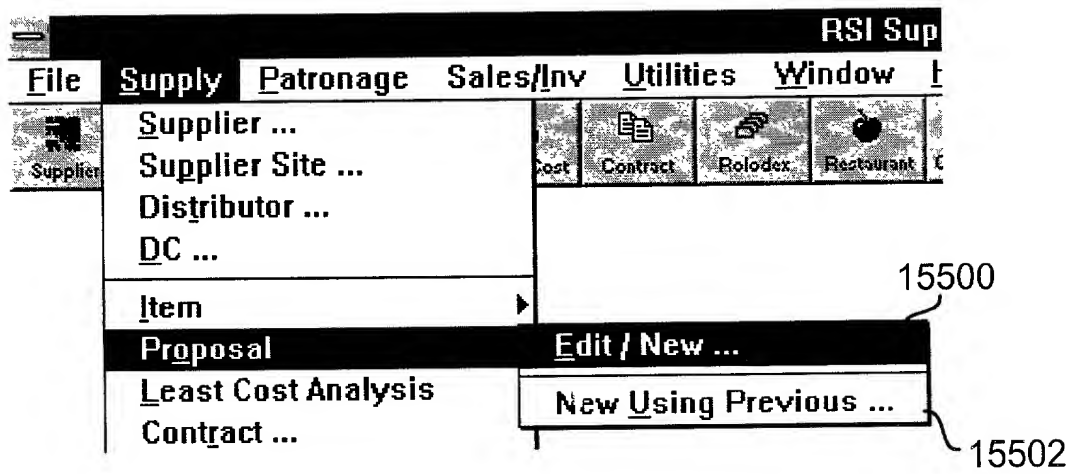 RSI Sup
File Supply Patronage Sales/Inv Utilities Window
Supplier Cost Contract Rolodex Restaurant
Supplier ...
Supplier Site ...
Distributor ...
DC ...
Item
Proposal
Least Cost Analysis
Contract ...
15500
Edit / New ...
New Using Previous ...
15502